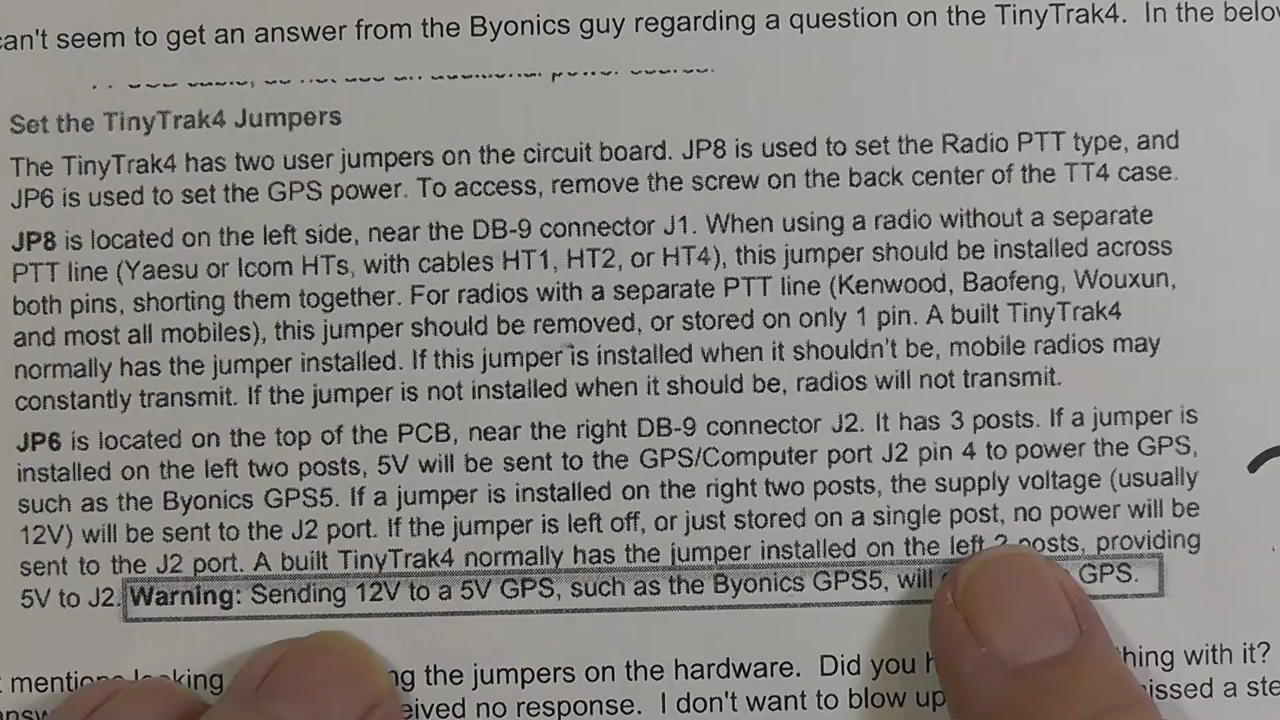 can't seem to get an answer from the Byonics guy regarding a question on the TinyTrak4. In the below
Set the TinyTrak4 Jumpers
The TinyTrak4 has two user jumpers on the circuit board. JP8 is used to set the Radio PTT type, and
JP6 is used to set the GPS power. To access, remove the screw on the back center of the TT4 case.
JP8 is located on the left side, near the DB-9 connector J1. When using a radio without a separate
PTT line (Yaesu or Icom HTs, with cables HT1, HT2, or HT4), this jumper should be installed across
both pins, shorting them together. For radios with a separate PTT line (Kenwood, Baofeng, Wouxun,
and most all mobiles), this jumper should be removed, or stored on only 1 pin. A built TinyTrak4
normally has the jumper installed. If this jumper is installed when it shouldn't be, mobile radios may
constantly transmit. If the jumper is not installed when it should be, radios will not transmit.
JP6 is located on the top of the PCB, near the right DB-9 connector J2. It has 3 posts. If a jumper is
installed on the left two posts, 5V will be sent to the GPS/Computer port J2 pin 4 to power the GPS,
such as the Byonics GPS5. If a jumper is installed on the right two posts, the supply voltage (usually
12V) will be sent to the J2 port. If the jumper is left off, or just stored on a single post, no power will be
sent to the J2 port. A built TinyTrak4 normally has the jumper installed on the left 2 posts, providing
5V to J2. Warning: Sending 12V to a 5V GPS, such as the Byonics GPS5, will GPS.
the jumpers on the hardware. Did you with it?
no response. I don't want to blow up a